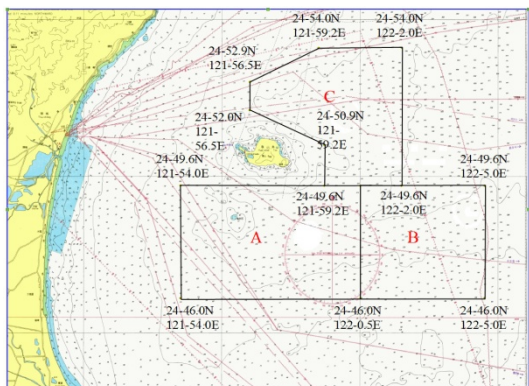 24-54.0N
121-59.2E
24-54.0N
122-2.0E
24-52.9N
121-56.5E
C
24-52.0N
121-
56.5E
24-50.9N
121-
59.2E
24-49.6N
121-54.0E
24-49.6N
122-5.0E
24-49.6N
121-59.2E
24-49.6N
122-2.0E
A
B
24-46.0N
121-54.0E
24-46.0N
122-0.5E
24-46.0N
122-5.0E